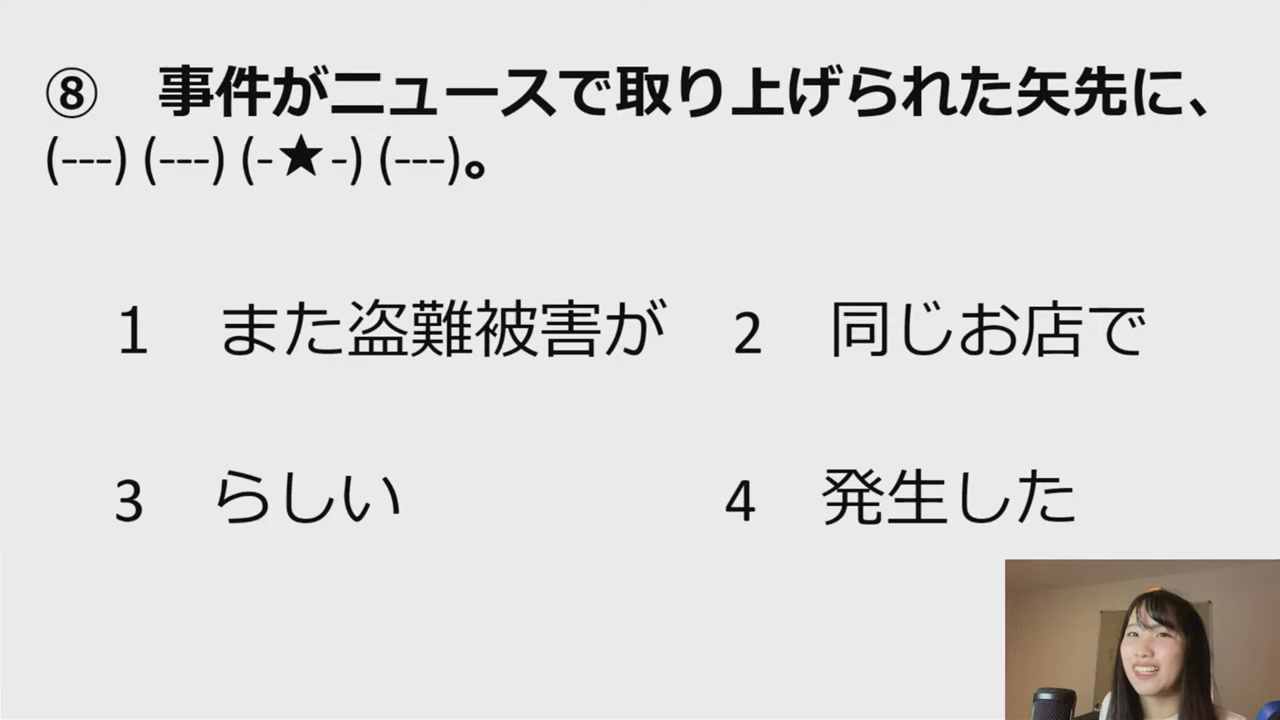 ⑧　事件がニュースで取り上げられた矢先に、
(---) (---) (-★-) (---)。
1　また盗難被害が　2　同じお店で
3　らしい　4　発生した